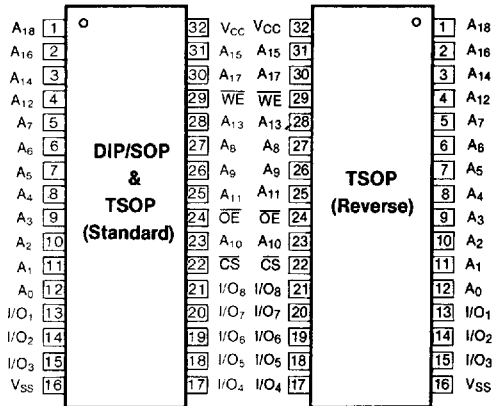 A18 1 32 VCC VCC 32 1 A18
A16 2 31 A15 A15 31 2 A16
A14 3 30 A17 A17 30 3 A14
A12 4 29 WE WE 29 4 A12
A7 5 28 A13 A13 28 5 A7
A6 6 27 A8 A8 27 6 A6
A5 7 26 A9 A9 26 7 A5
A4 8 25 A11 A11 25 8 A4
A3 9 24 OE OE 24 9 A3
A2 10 23 A10 A10 23 10 A2
A1 11 22 CS CS 22 11 A1
A0 12 21 I/O8 I/O8 21 12 A0
I/O1 13 20 I/O7 I/O7 20 13 I/O1
I/O2 14 19 I/O6 I/O6 19 14 I/O2
I/O3 15 18 I/O5 I/O5 18 15 I/O3
VSS 16 17 I/O4 I/O4 17 16 VSS
DIP/SOP
&
TSOP
(Standard)
TSOP
(Reverse)